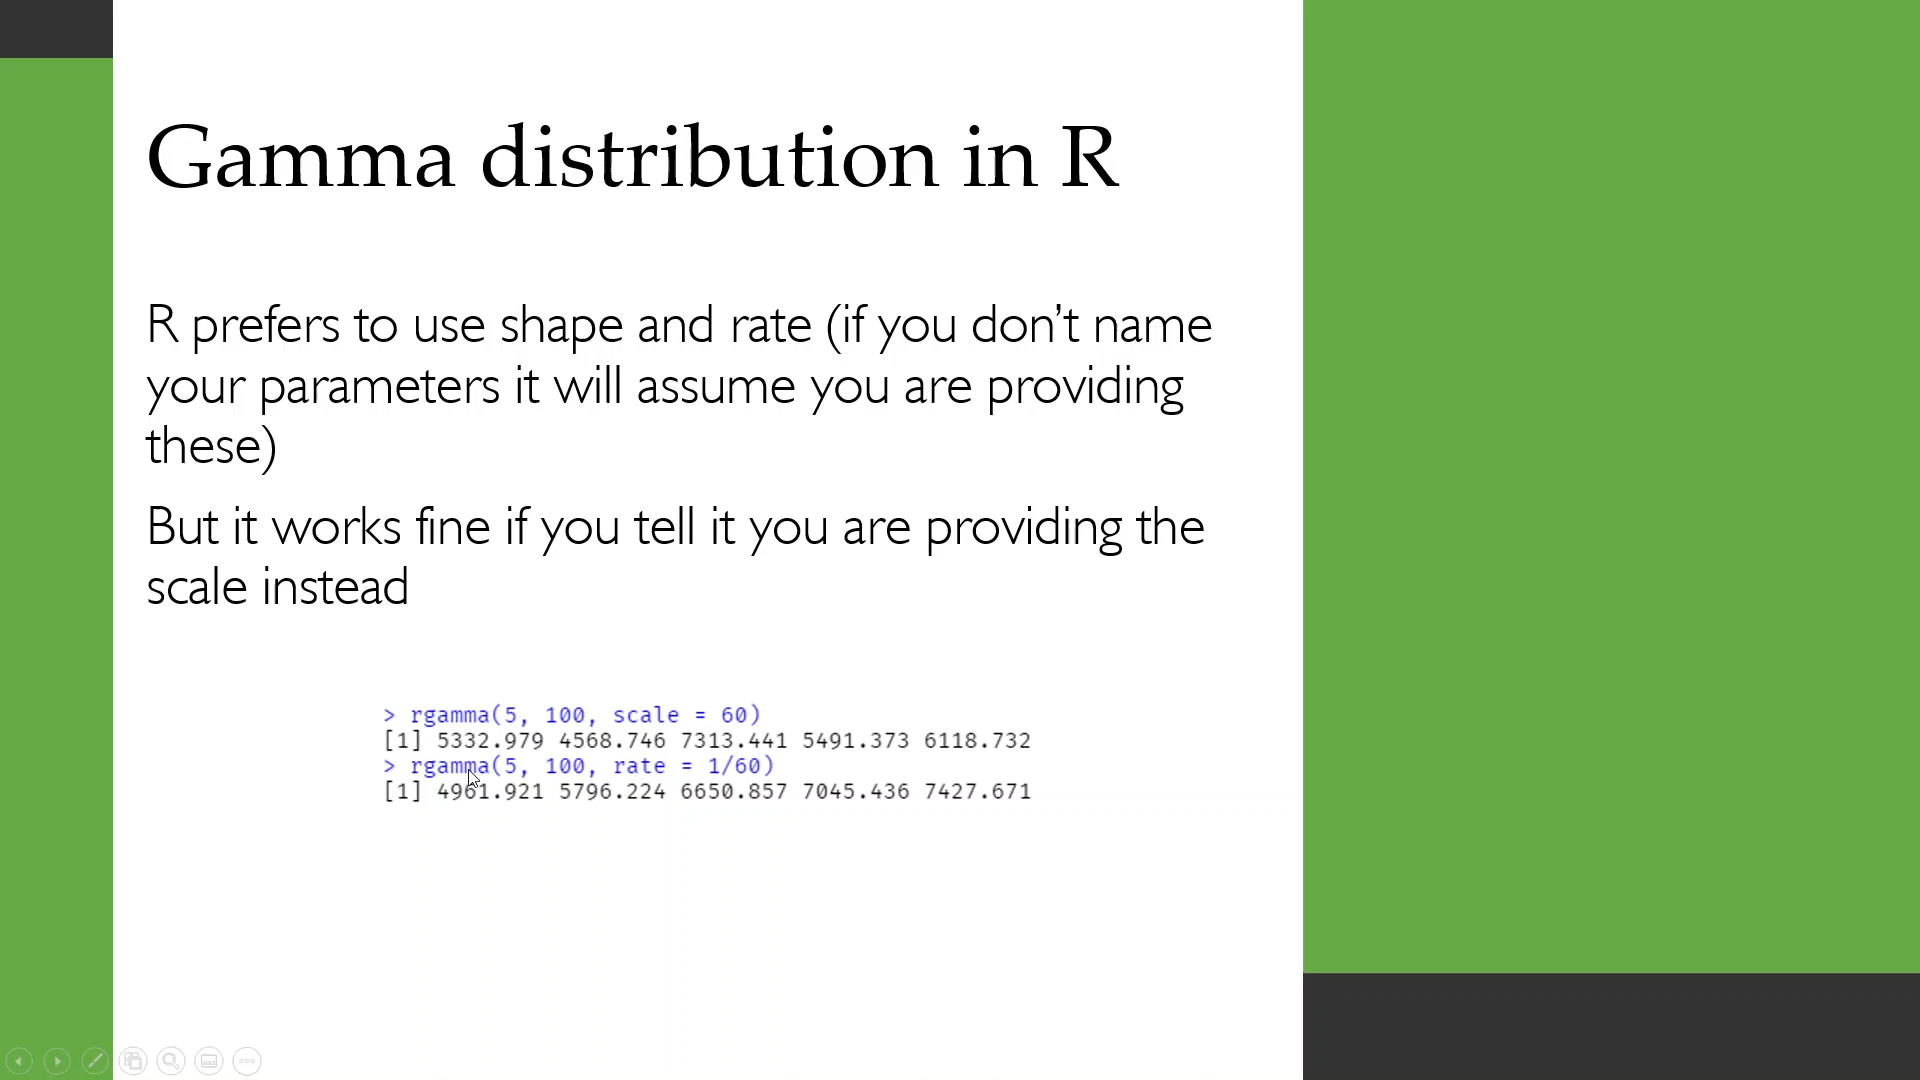 Gamma distribution in R
R prefers to use shape and rate (if you don’t name
your parameters it will assume you are providing
these)
But it works fine if you tell it you are providing the
scale instead
> rgamma(5, 100, scale = 60)
[1] 5332.979 4568.746 7313.441 5491.373 6118.732
> rgamma(5, 100, rate = 1/60)
[1] 4961.921 5796.224 6650.857 7045.436 7427.671